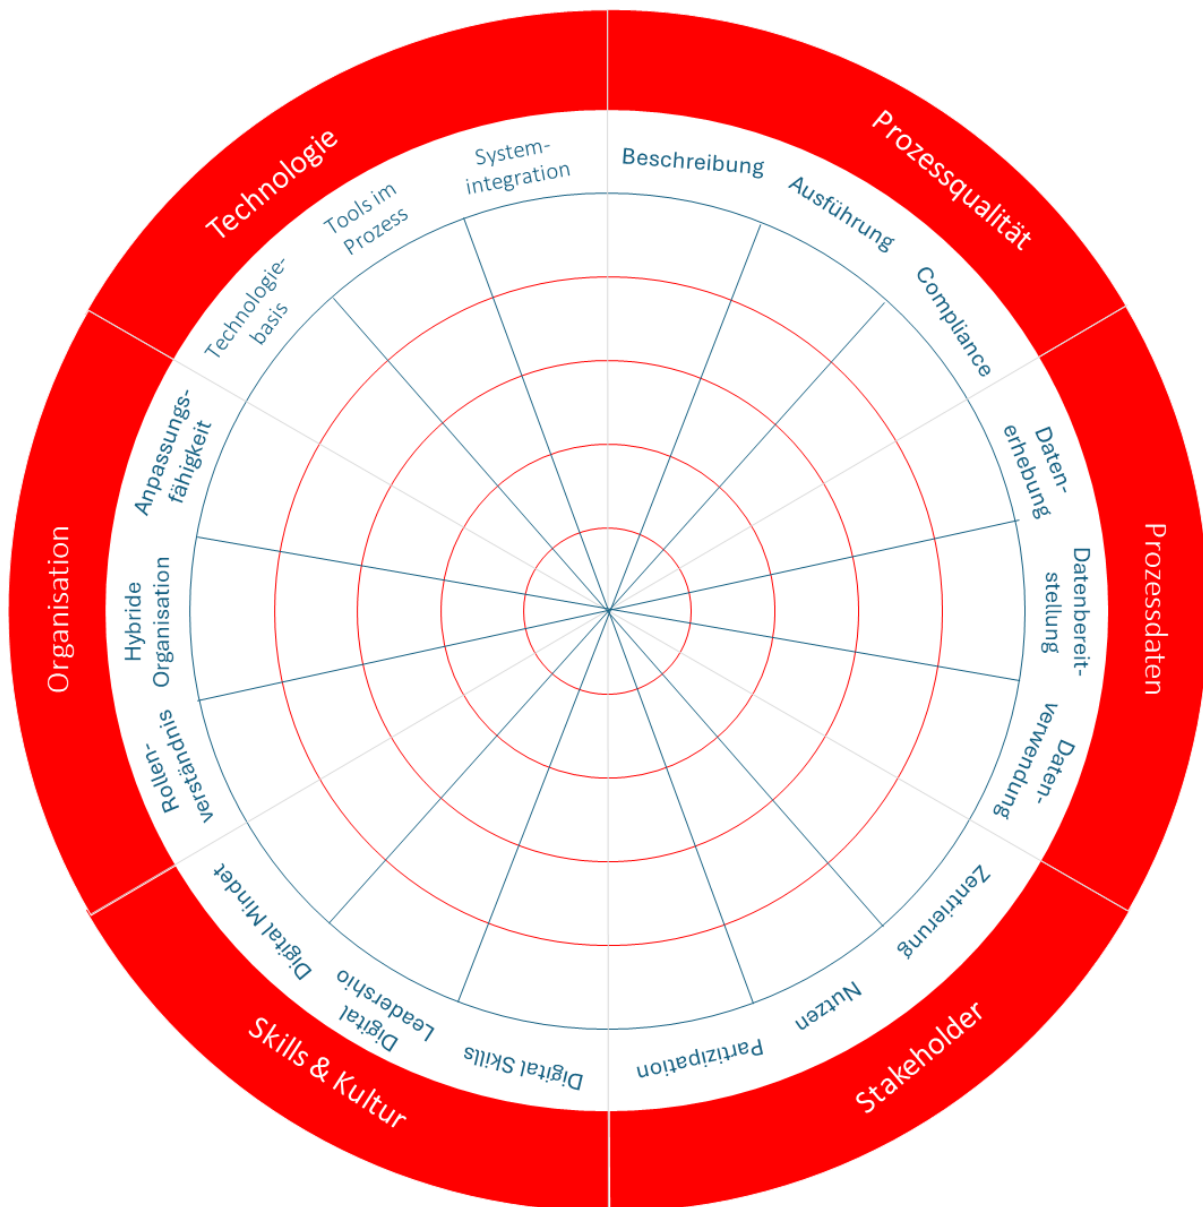 Technologie
Prozessqualität
Prozessdaten
Stakeholder
Skills & Kultur
Organisation
System-
integration
Beschreibung
Ausführung
Compliance
Daten-
erhebung
Datenbereit-
stellung
Daten-
verwendung
Zentrierung
Nutzen
Partizipation
Digital Skills
Digital
Leadershio
Digital Mindet
Rollen-
verständnis
Hybride
Organisation
Anpassungs-
fähigkeit
Technologie-
basis
Tools im
Prozess